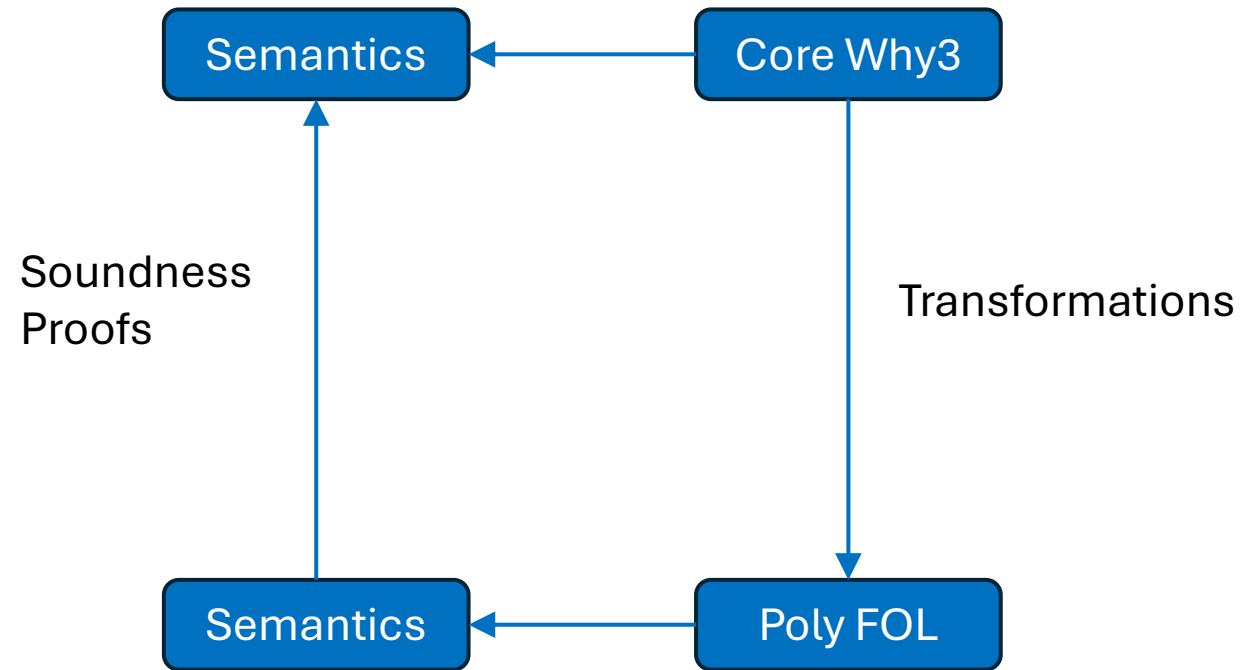 Semantics
Core Why3
Soundness
Proofs
Transformations
Semantics
Poly FOL